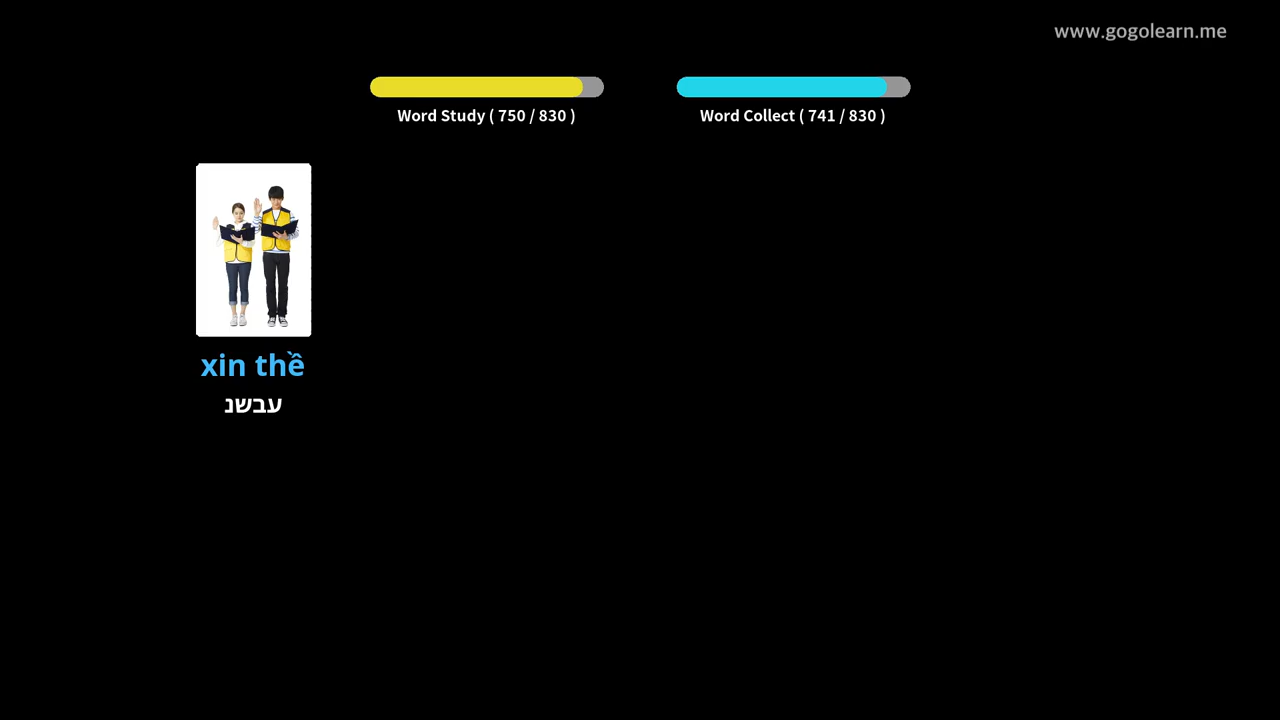 www.gogolearn.me
Word Study ( 750 / 830 )
Word Collect ( 741 / 830 )
xin thề
עבשנ